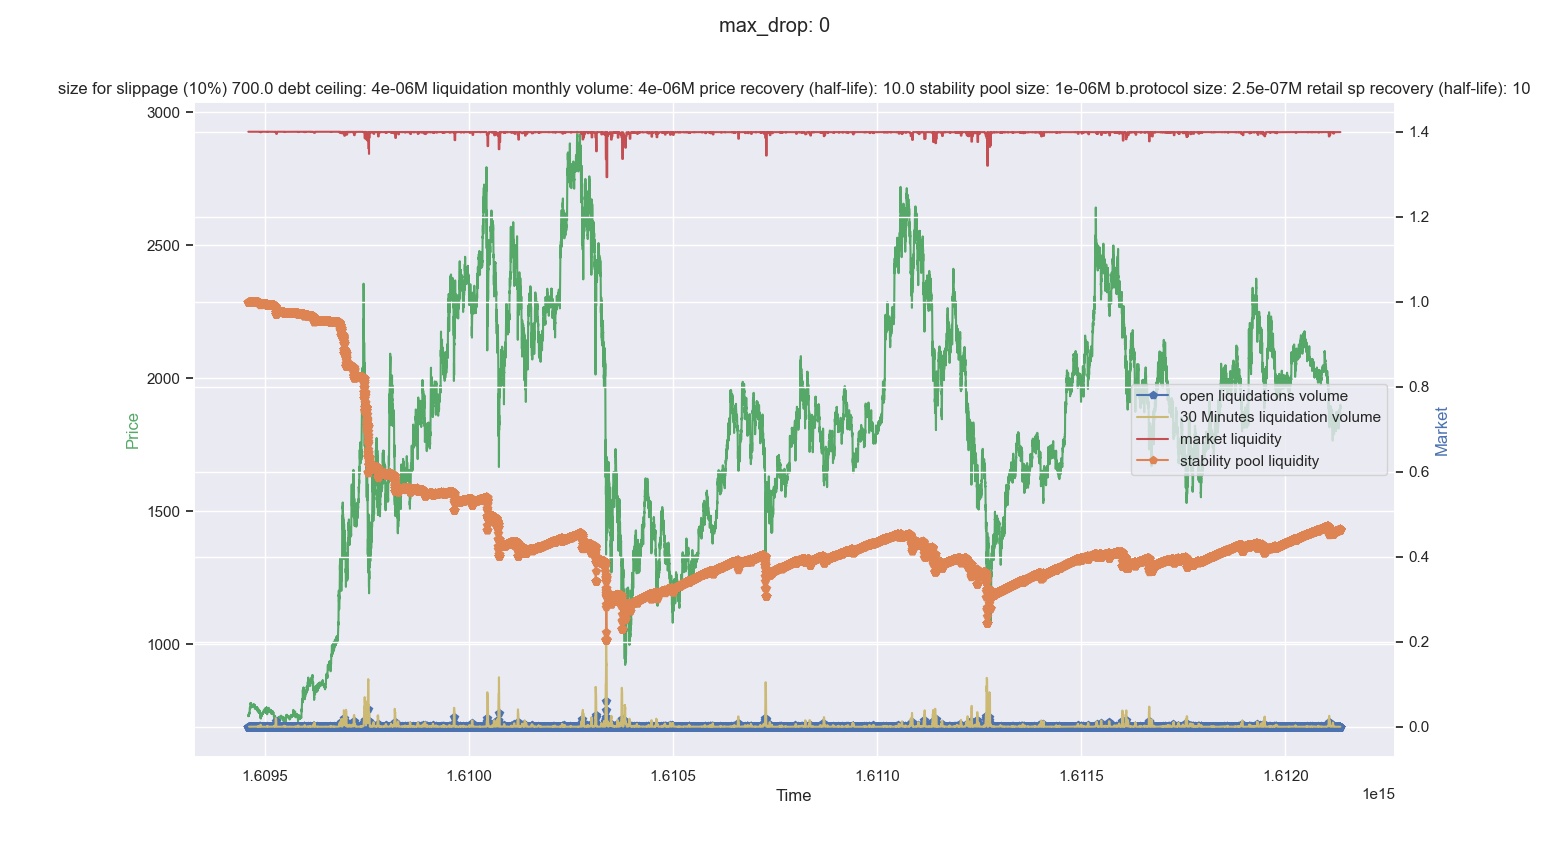 max_drop: 0
size for slippage (10%) 700.0 debt ceiling: 4e-06M liquidation monthly volume: 4e-06M price recovery (half-life): 10.0 stability pool size: 1e-06M b.protocol size: 2.5e-07M retail sp recovery (half-life): 10
3000
2500
2000
1500
1000
Price
1.4
1.2
1.0
0.8
0.6
0.4
0.2
0.0
Market
open liquidations volume
30 Minutes liquidation volume
market liquidity
stability pool liquidity
1.6095 1.6100 1.6105 1.6110 1.6115 1.6120
Time
1e15